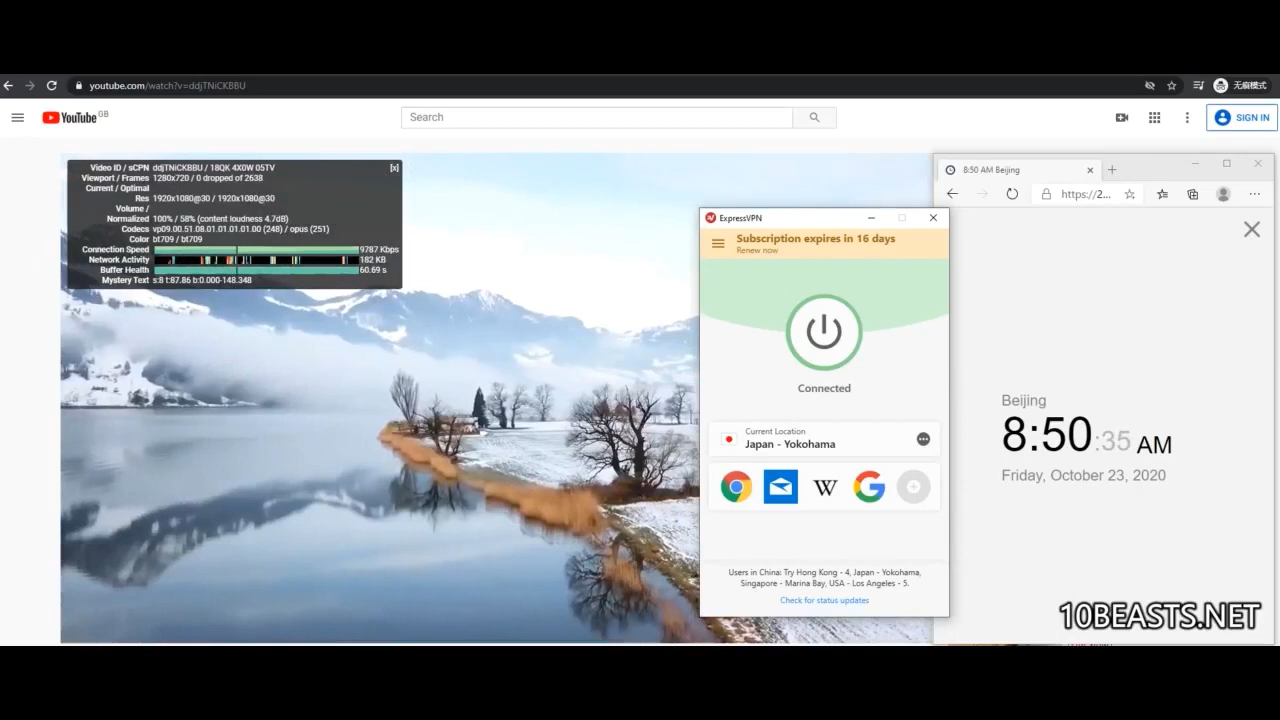 youtube.com/watch?v=ddjTNiCKBBU
无痕模式
YouTube GB
Search
SIGN IN
Video ID / sCPN ddjTNiCKBBU / 18QK 4X0W 05TV
[x]
Viewport / Frames 1280x720 / 0 dropped of 2638
Current / Optimal
Res 1920x1080@30 / 1920x1080@30
Volume /
Normalized 100% / 58% (content loudness 4.7dB)
Codecs vp09.00.51.08.01.01.01.01.00 (248) / opus (251)
Color bt709 / bt709
Connection Speed 9787 Kbps
Network Activity 182 KB
Buffer Health 60.69 s
Mystery Text s:8 t:87.86 b:0.000-148.348
8:50 AM Beijing
https://2...
ExpressVPN
Subscription expires in 16 days
Renew now
Connected
Current Location
Japan - Yokohama
W
G
Users in China: Try Hong Kong - 4, Japan - Yokohama,
Singapore - Marina Bay, USA - Los Angeles - 5.
Check for status updates
Beijing
8:50:35 AM
Friday, October 23, 2020
10BEASTS.NET